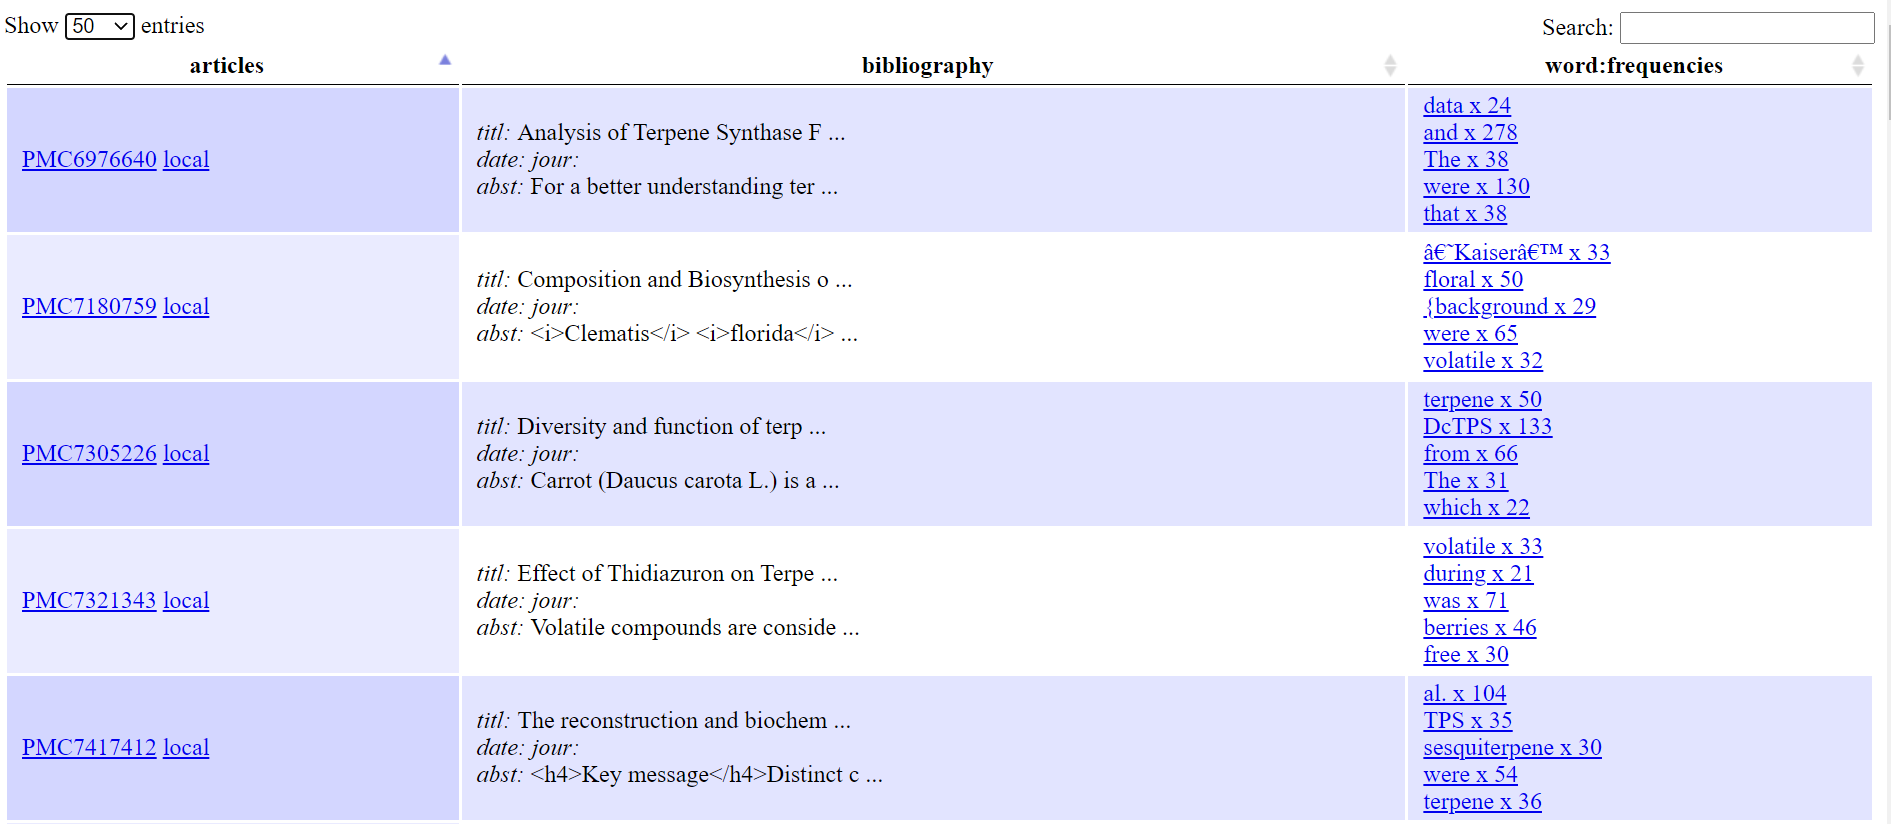 Show 50 entries
Search:
articles bibliography word:frequencies
PMC6976640 local
titl: Analysis of Terpene Synthase F ...
date: jour:
abst: For a better understanding ter ...
data x 24
and x 278
The x 38
were x 130
that x 38
PMC7180759 local
titl: Composition and Biosynthesis o ...
date: jour:
abst: <i>Clematis</i> <i>florida</i> ...
â€˜Kaiserâ€™ x 33
floral x 50
{background x 29
were x 65
volatile x 32
PMC7305226 local
titl: Diversity and function of terp ...
date: jour:
abst: Carrot (Daucus carota L.) is a ...
terpene x 50
DcTPS x 133
from x 66
The x 31
which x 22
PMC7321343 local
titl: Effect of Thidiazuron on Terpe ...
date: jour:
abst: Volatile compounds are conside ...
volatile x 33
during x 21
was x 71
berries x 46
free x 30
PMC7417412 local
titl: The reconstruction and biochem ...
date: jour:
abst: <h4>Key message</h4>Distinct c ...
al. x 104
TPS x 35
sesquiterpene x 30
were x 54
terpene x 36